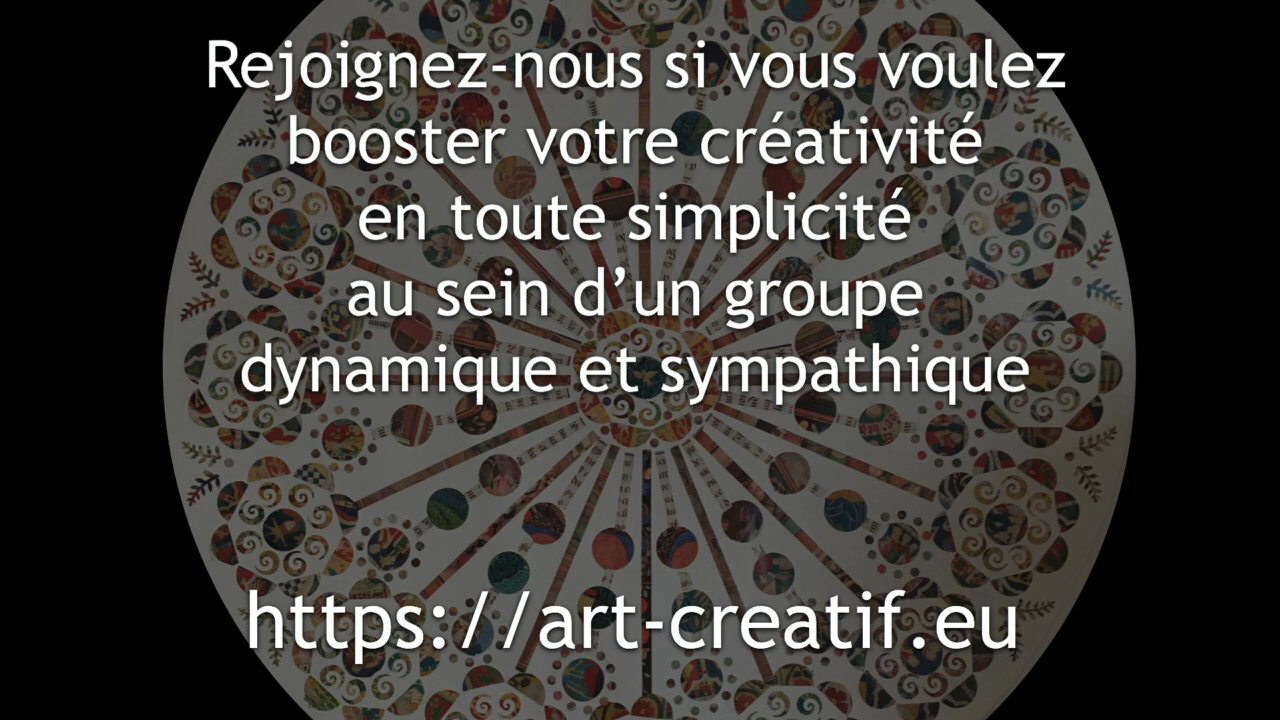 Rejoignez-nous si vous voulez
booster votre créativité
en toute simplicité
au sein d’un groupe
dynamique et sympathique
https://art-creatif.eu